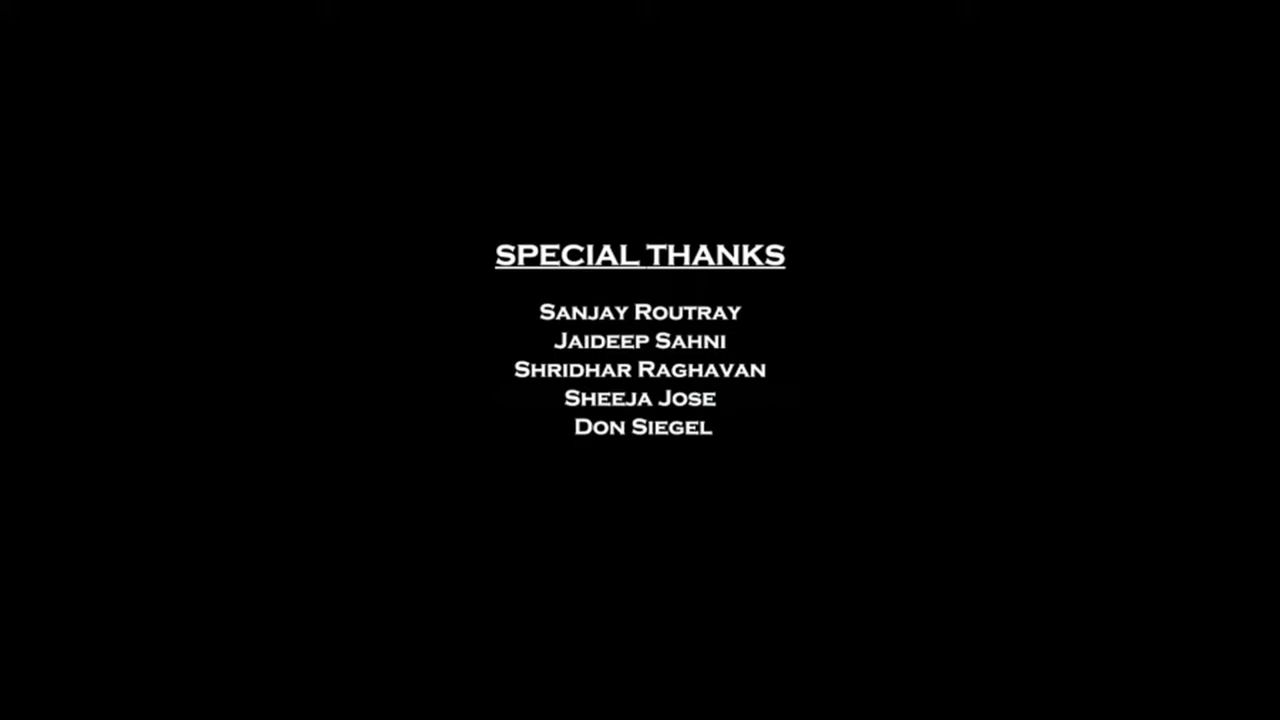 SPECIAL THANKS
Sanjay Routray
Jaideep Sahni
Shridhar Raghavan
Sheeja Jose
Don Siegel